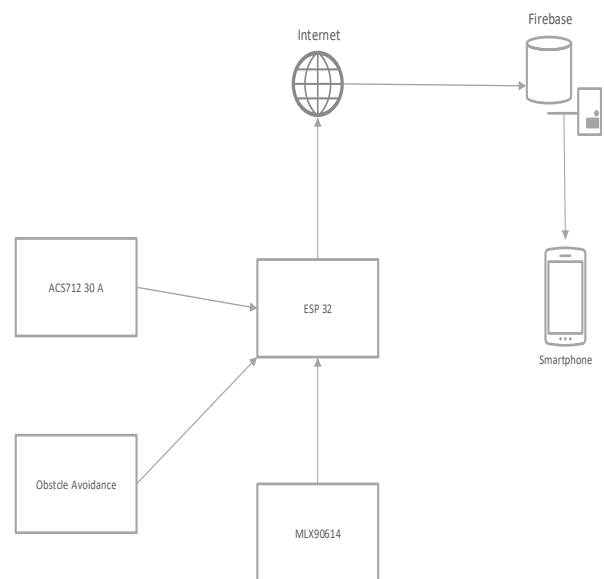 Firebase
Internet
ACS712 30 A
ESP 32
Smartphone
Obstcle Avoidance
MLX90614